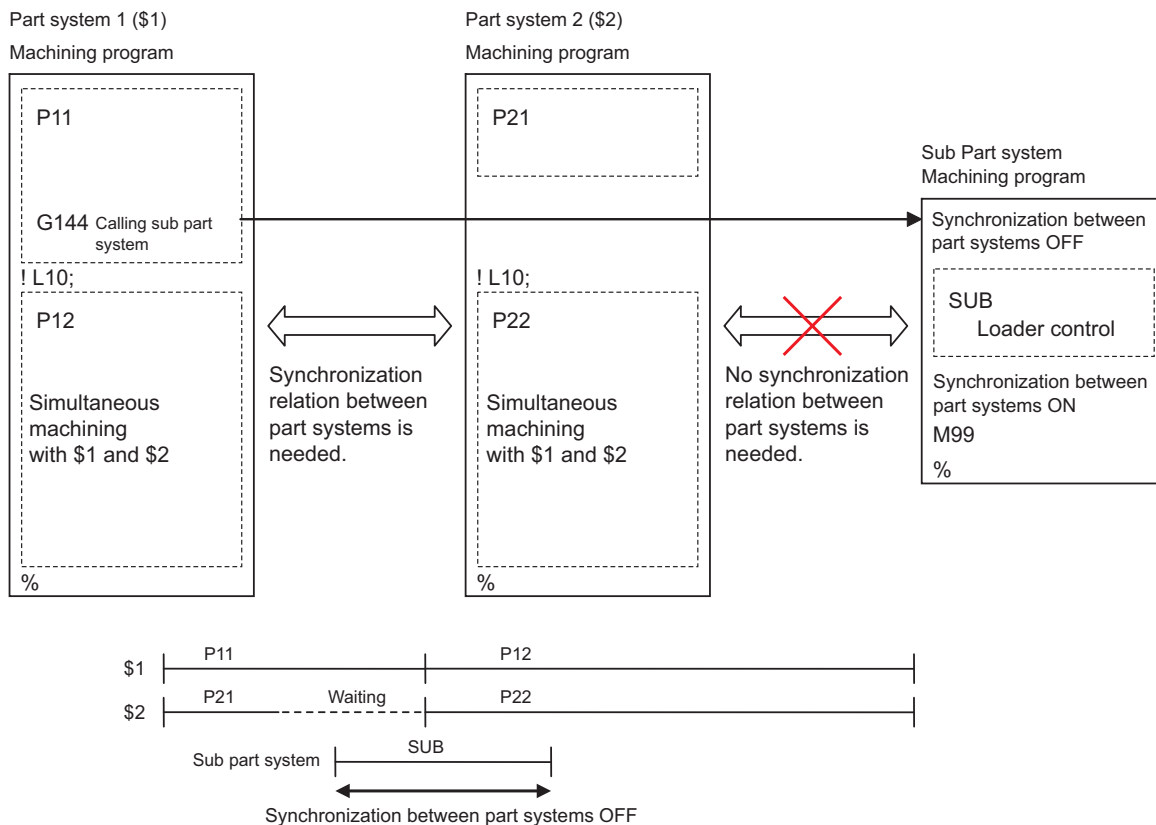 Part system 1 ($1)
Machining program
P11
G144 Calling sub part
system
! L10;
P12
Simultaneous
machining
with $1 and $2
%
Synchronization
relation between
part systems is
needed.
Part system 2 ($2)
Machining program
P21
! L10;
P22
Simultaneous
machining
with $1 and $2
%
No synchronization
relation between
part systems is
needed.
Sub Part system
Machining program
Synchronization between
part systems OFF
SUB
Loader control
Synchronization between
part systems ON
M99
%
$1 P11 P12
$2 P21 Waiting P22
Sub part system SUB
Synchronization between part systems OFF